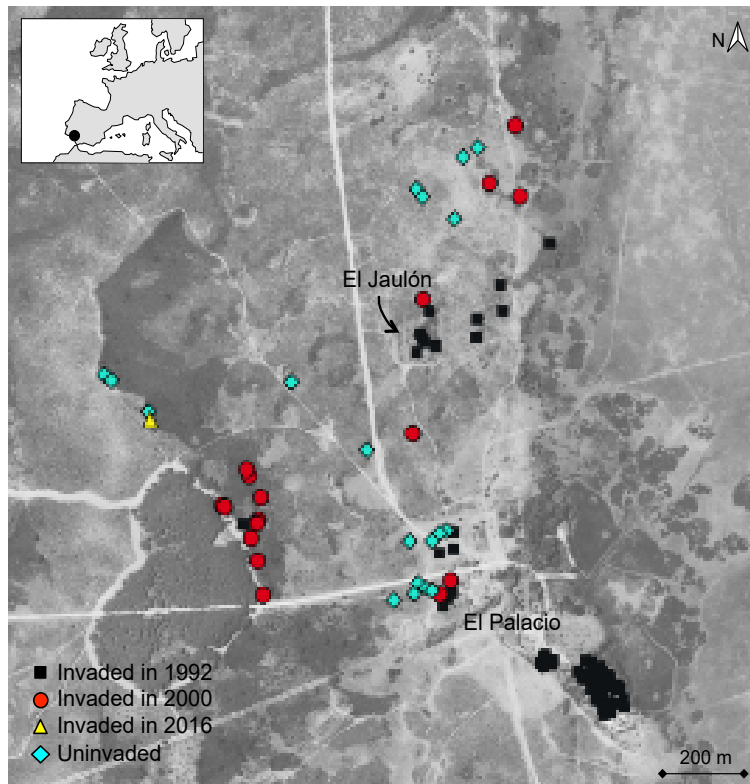 N
El Jaulón
El Palacio
Invaded in 1992
Invaded in 2000
Invaded in 2016
Uninvaded
200 m